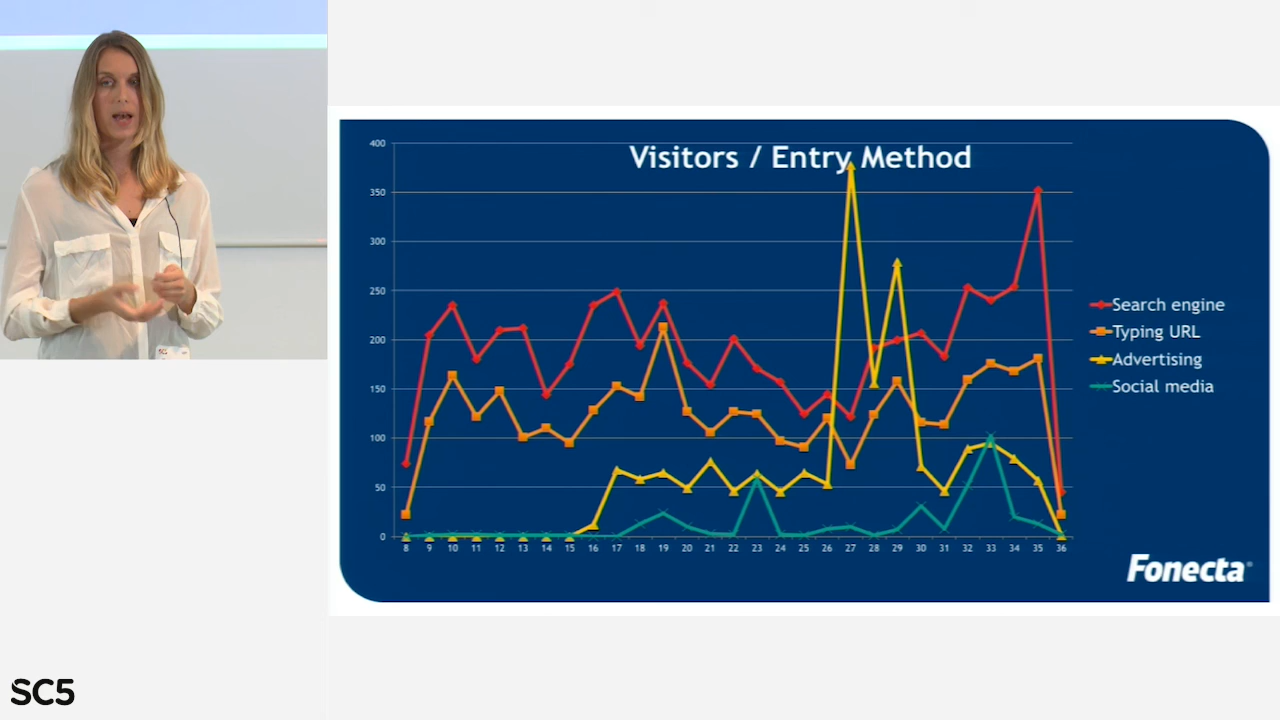 Visitors / Entry Method
400
350
300
250
200
150
100
50
0
8 9 10 11 12 13 14 15 16 17 18 19 20 21 22 23 24 25 26 27 28 29 30 31 32 33 34 35 36
Search engine
Typing URL
Advertising
Social media
Fonecta
SC5